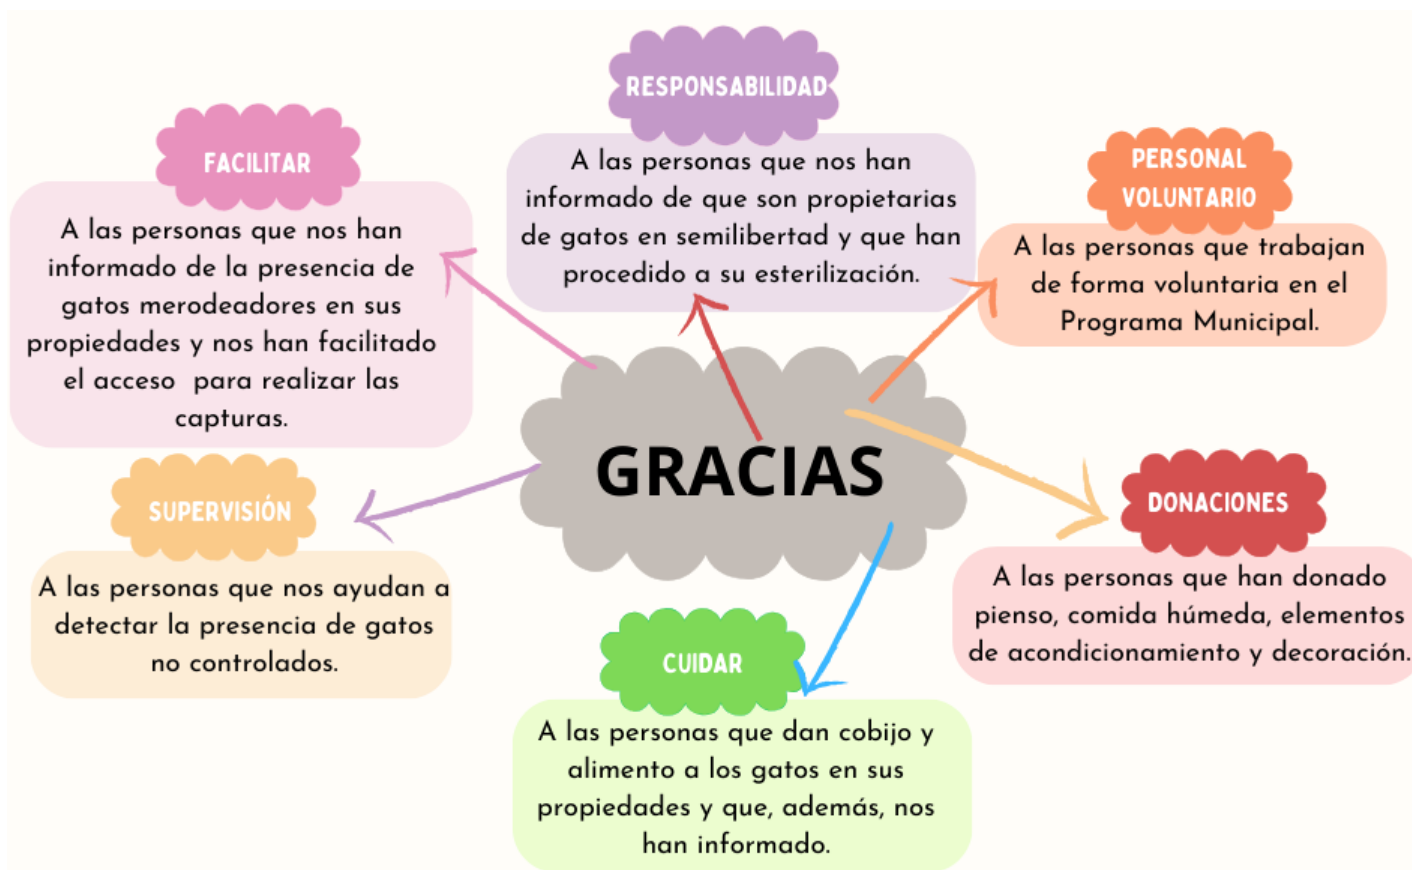 RESPONSABILIDAD
A las personas que nos han
informado de que son propietarias
de gatos en semilibertad y que han
procedido a su esterilización.
FACILITAR
A las personas que nos han
informado de la presencia de
gatos merodeadores en sus
propiedades y nos han facilitado
el acceso para realizar las
capturas.
PERSONAL
VOLUNTARIO
A las personas que trabajan
de forma voluntaria en el
Programa Municipal.
GRACIAS
SUPERVISIÓN
A las personas que nos ayudan a
detectar la presencia de gatos
no controlados.
DONACIONES
A las personas que han donado
pienso, comida húmeda, elementos
de acondicionamiento y decoración.
CUIDAR
A las personas que dan cobijo y
alimento a los gatos en sus
propiedades y que, además, nos
han informado.